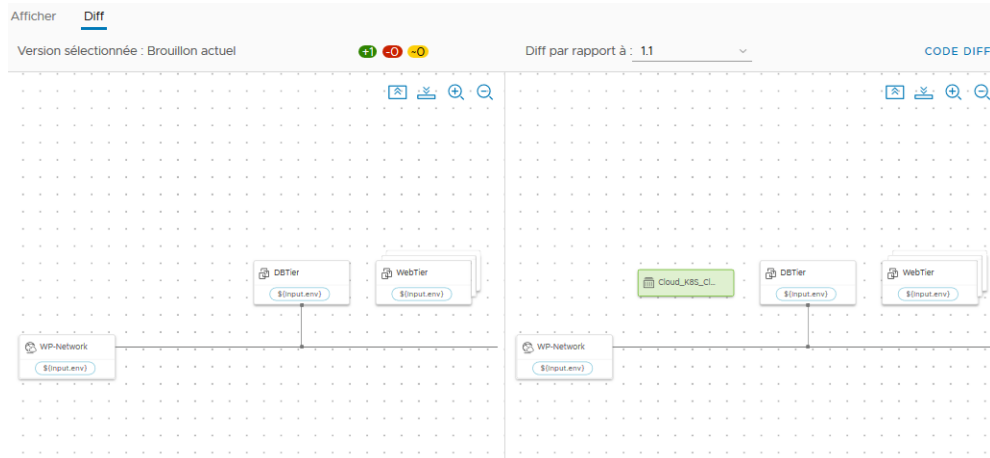 Afficher Diff
Version sélectionnée : Brouillon actuel +1 -0 ~0 Diff par rapport à : 1.1 CODE DIFF
DBTier WebTier
${input.env} ${input.env}
WP-Network
${input.env}
Cloud_K8S_Cl... DBTier WebTier
${input.env} ${input.env}
WP-Network
${input.env}